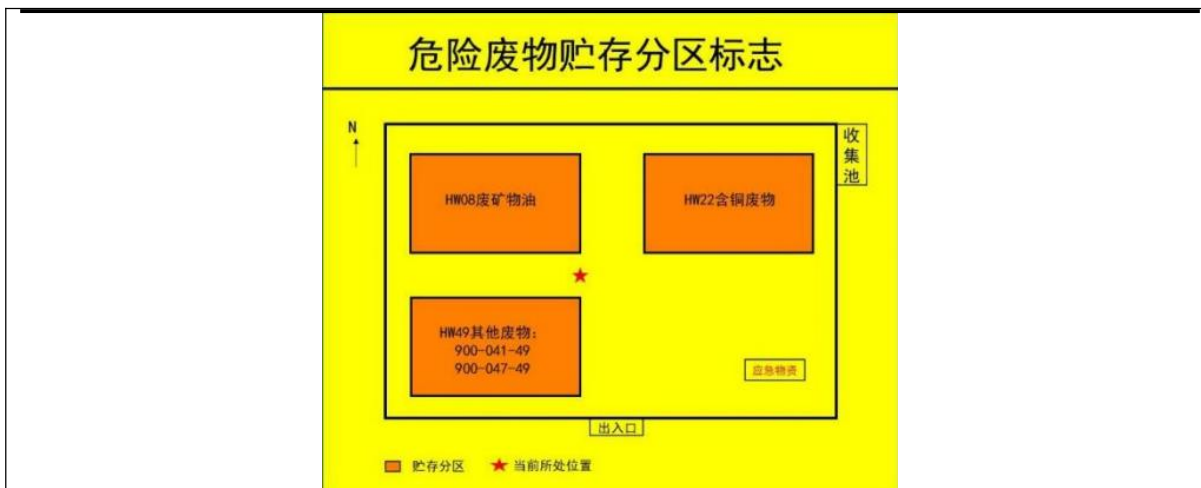 危险废物贮存分区标志
N
收集池
HW08废矿物油
HW22含铜废物
HW49其他废物：
900-041-49
900-047-49
应急物资
出入口
贮存分区
当前所处位置